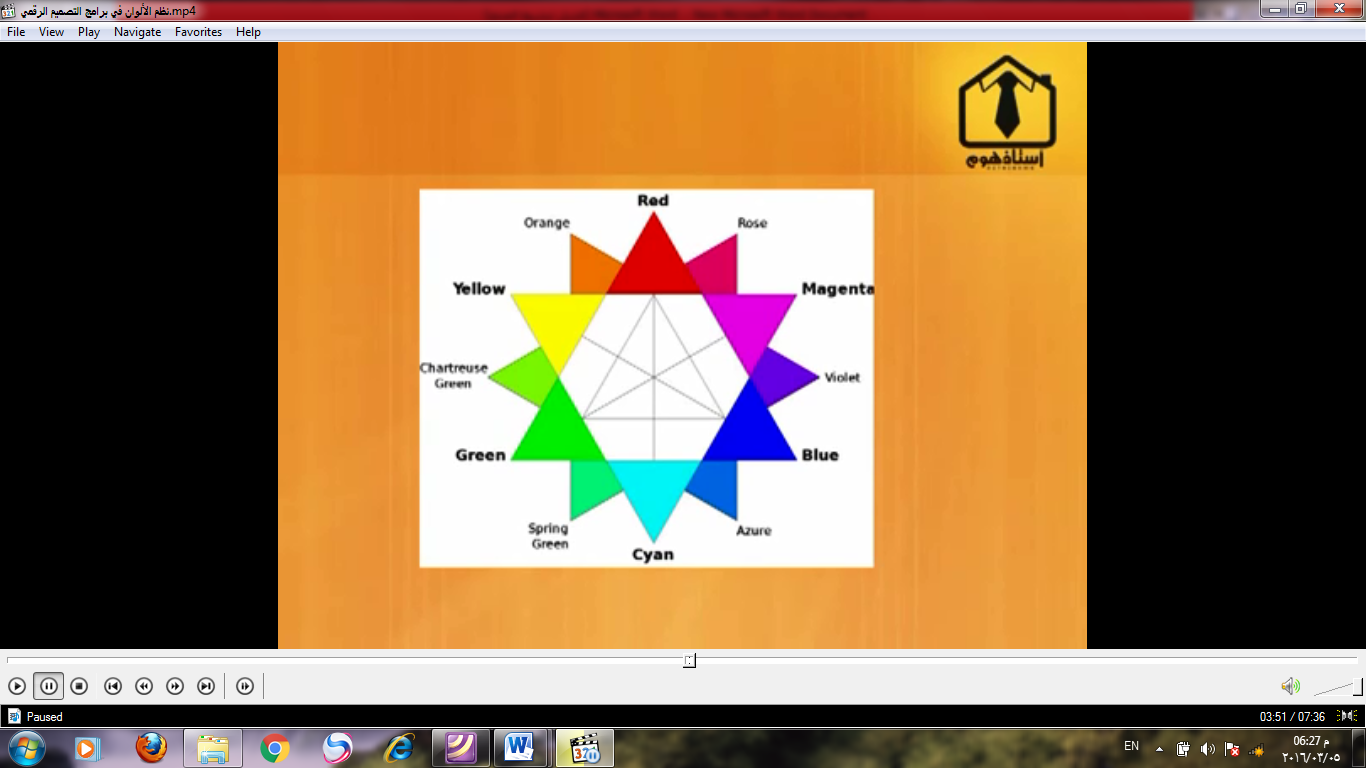 نظم الألوان في برامج التصميم الرقمي.mp4
File View Play Navigate Favorites Help
أستاذهوم
Red
Orange
Rose
Yellow
Magenta
Chartreuse
Green
Violet
Green
Blue
Spring
Green
Azure
Cyan
Paused
03:51 / 07:36
EN
06:27 م
٢٠١٦/٠٣/٠٥